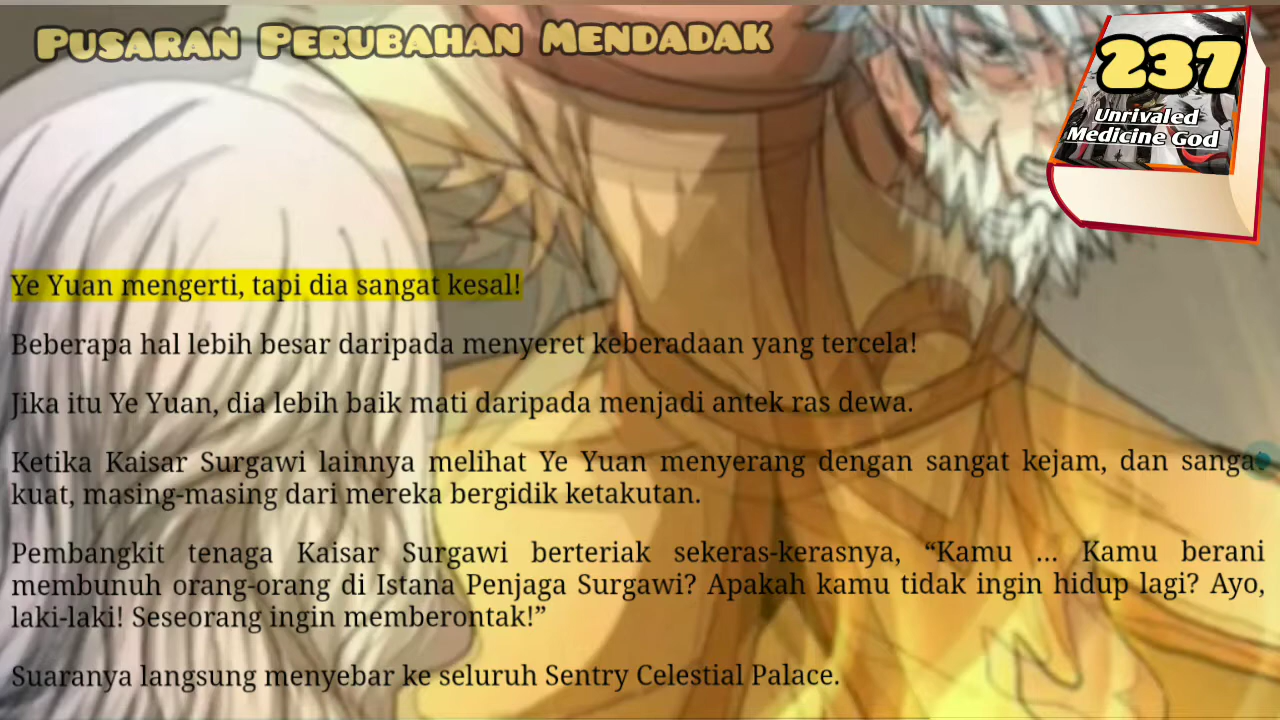 Pusaran Perubahan Mendadak
237
Unrivaled
Medicine God
Ye Yuan mengerti, tapi dia sangat kesal!
Beberapa hal lebih besar daripada menyeret keberadaan yang tercela!
Jika itu Ye Yuan, dia lebih baik mati daripada menjadi antek ras dewa.
Ketika Kaisar Surgawi lainnya melihat Ye Yuan menyerang dengan sangat kejam, dan sangat
kuat, masing-masing dari mereka bergidik ketakutan.
Pembangkit tenaga Kaisar Surgawi berteriak sekeras-kerasnya, “Kamu ... Kamu berani
membunuh orang-orang di Istana Penjaga Surgawi? Apakah kamu tidak ingin hidup lagi? Ayo,
laki-laki! Seseorang ingin memberontak!”
Suaranya langsung menyebar ke seluruh Sentry Celestial Palace.